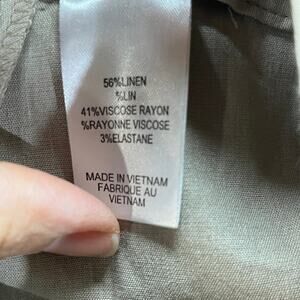 56%LINEN
%LIN
41%VISCOSE RAYON
%RAYONNE VISCOSE
3%ELASTANE
MADE IN VIETNAM
FABRIQUE AU
VIETNAM